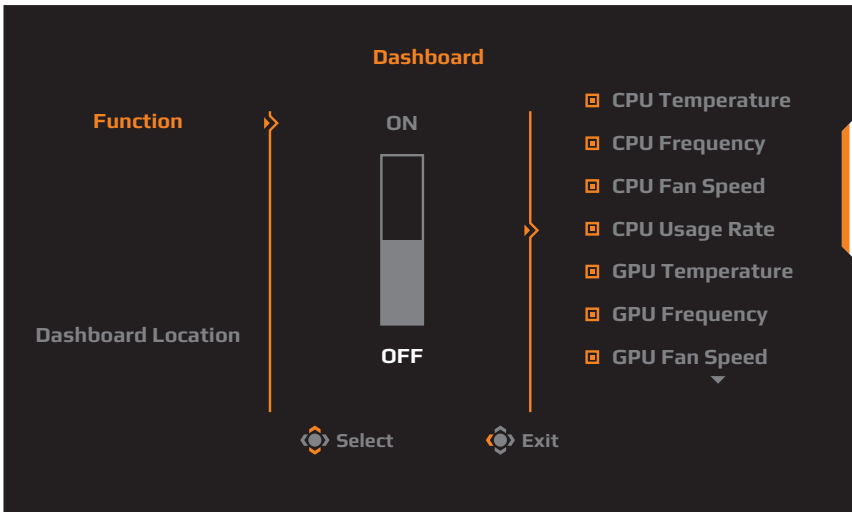 Dashboard
Function
Dashboard Location
ON
OFF
CPU Temperature
CPU Frequency
CPU Fan Speed
CPU Usage Rate
GPU Temperature
GPU Frequency
GPU Fan Speed
Select
Exit